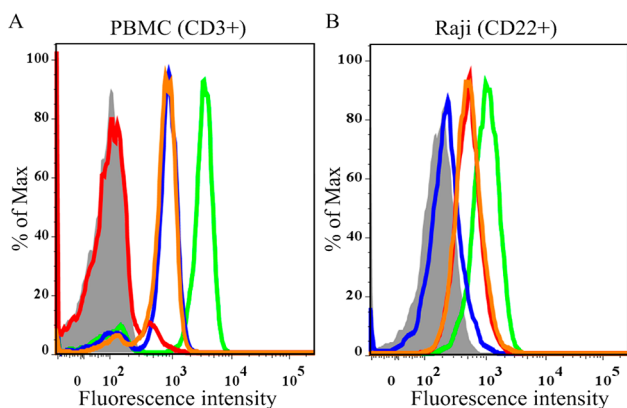 A
PBMC (CD3+)
% of Max
100
80
60
40
20
0
0 10² 10³ 10⁴ 10⁵
Fluorescence intensity
B
Raji (CD22+)
% of Max
100
80
60
40
20
0
0 10² 10³ 10⁴ 10⁵
Fluorescence intensity